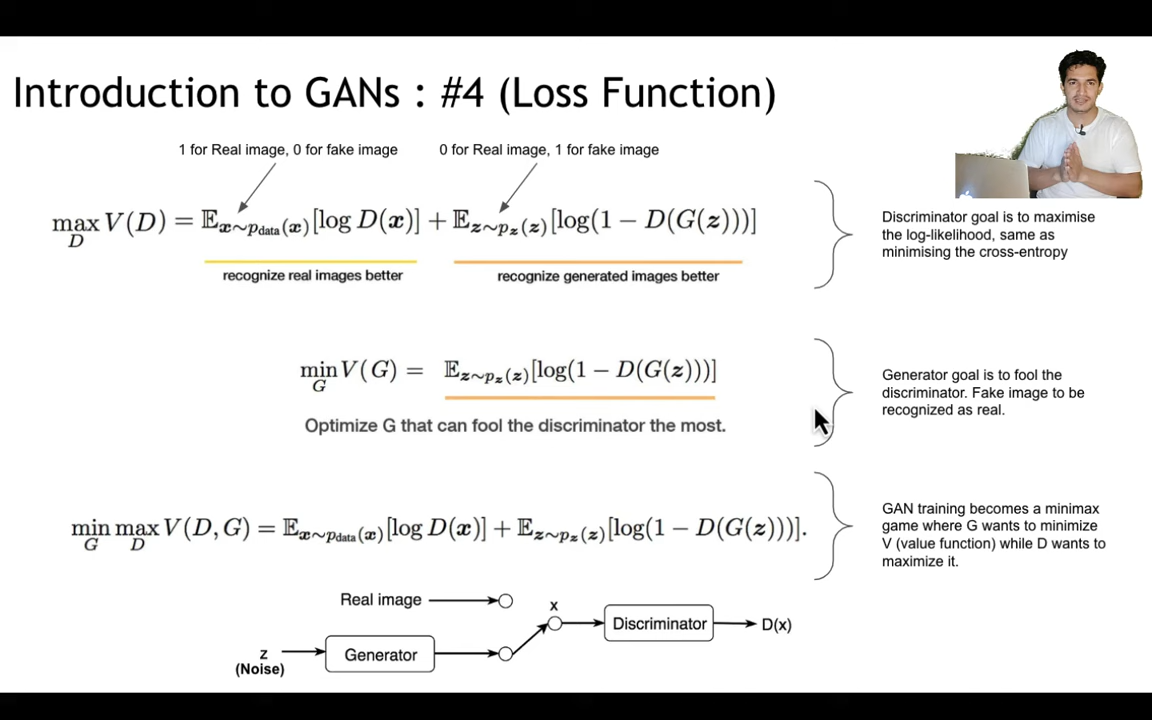 Introduction to GANs : #4 (Loss Function)
1 for Real image, 0 for fake image
0 for Real image, 1 for fake image
max_D V(D) = 𝔼_{x∼p_data(x)}[log D(x)] + 𝔼_{z∼p_z(z)}[log(1 − D(G(z)))]
recognize real images better
recognize generated images better
Discriminator goal is to maximise
the log-likelihood, same as
minimising the cross-entropy
min_G V(G) = 𝔼_{z∼p_z(z)}[log(1 − D(G(z)))]
Optimize G that can fool the discriminator the most.
Generator goal is to fool the
discriminator. Fake image to be
recognized as real.
min_G max_D V(D, G) = 𝔼_{x∼p_data(x)}[log D(x)] + 𝔼_{z∼p_z(z)}[log(1 − D(G(z)))].
GAN training becomes a minimax
game where G wants to minimize
V (value function) while D wants to
maximize it.
Real image
x
Discriminator
D(x)
z
(Noise)
Generator